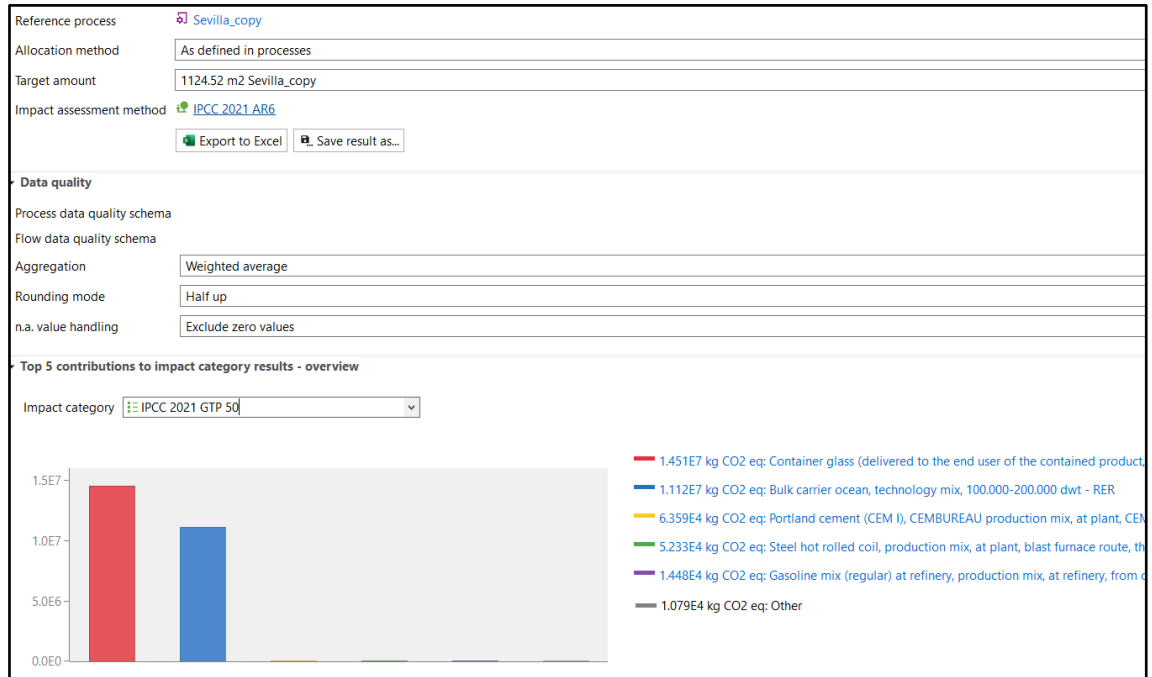 Reference process Sevilla_copy
Allocation method As defined in processes
Target amount 1124.52 m2 Sevilla_copy
Impact assessment method IPCC 2021 AR6
Export to Excel Save result as...
Data quality
Process data quality schema
Flow data quality schema
Aggregation Weighted average
Rounding mode Half up
n.a. value handling Exclude zero values
Top 5 contributions to impact category results - overview
Impact category IPCC 2021 GTP 50
1.5E7
1.0E7
5.0E6
0.0E0
1.451E7 kg CO2 eq: Container glass (delivered to the end user of the contained product,
1.112E7 kg CO2 eq: Bulk carrier ocean, technology mix, 100.000-200.000 dwt - RER
6.359E4 kg CO2 eq: Portland cement (CEM I), CEMBUREAU production mix, at plant,
5.233E4 kg CO2 eq: Steel hot rolled coil, production mix, at plant, blast furnace route,
1.448E4 kg CO2 eq: Gasoline mix (regular) at refinery, production mix, at refinery, from
1.079E4 kg CO2 eq: Other